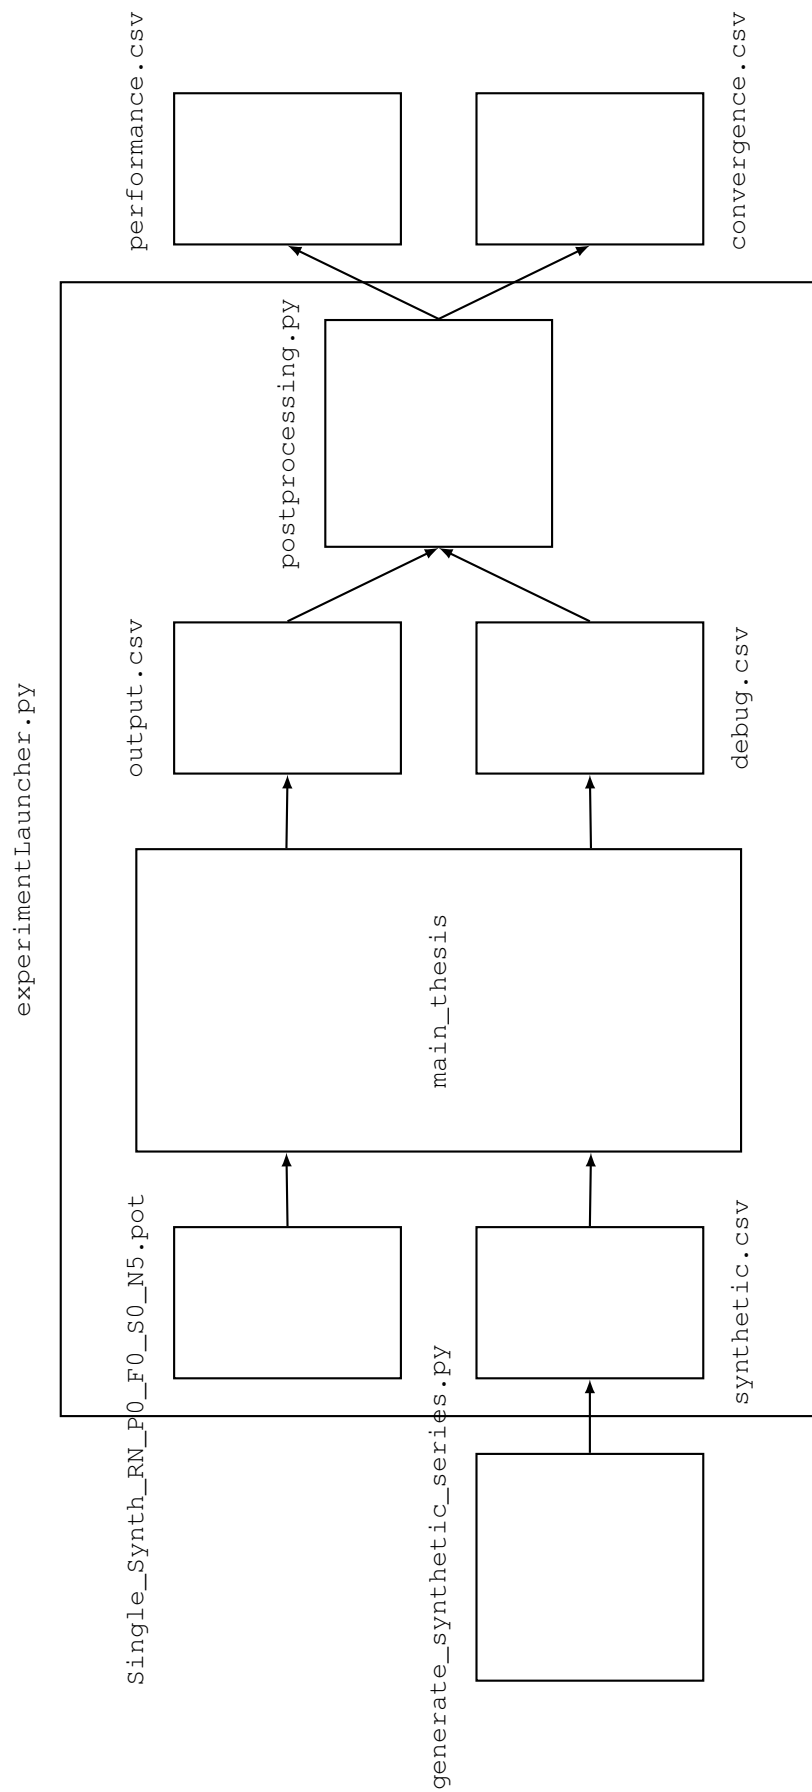 experimentLauncher.py
Single_Synth_RN_P0_F0_S0_N5.pot
output.csv
performance.csv
postprocessing.py
generate_synthetic_series.py
main_thesis
synthetic.csv
debug.csv
convergence.csv